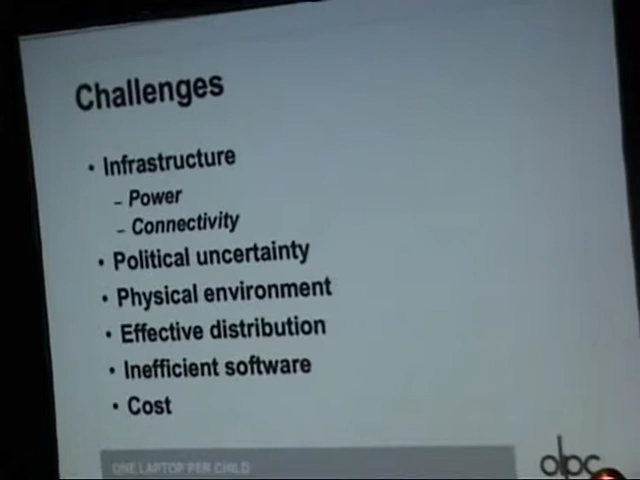 Challenges
• Infrastructure
– Power
– Connectivity
• Political uncertainty
• Physical environment
• Effective distribution
• Inefficient software
• Cost
ONE LAPTOP PER CHILD
olpc